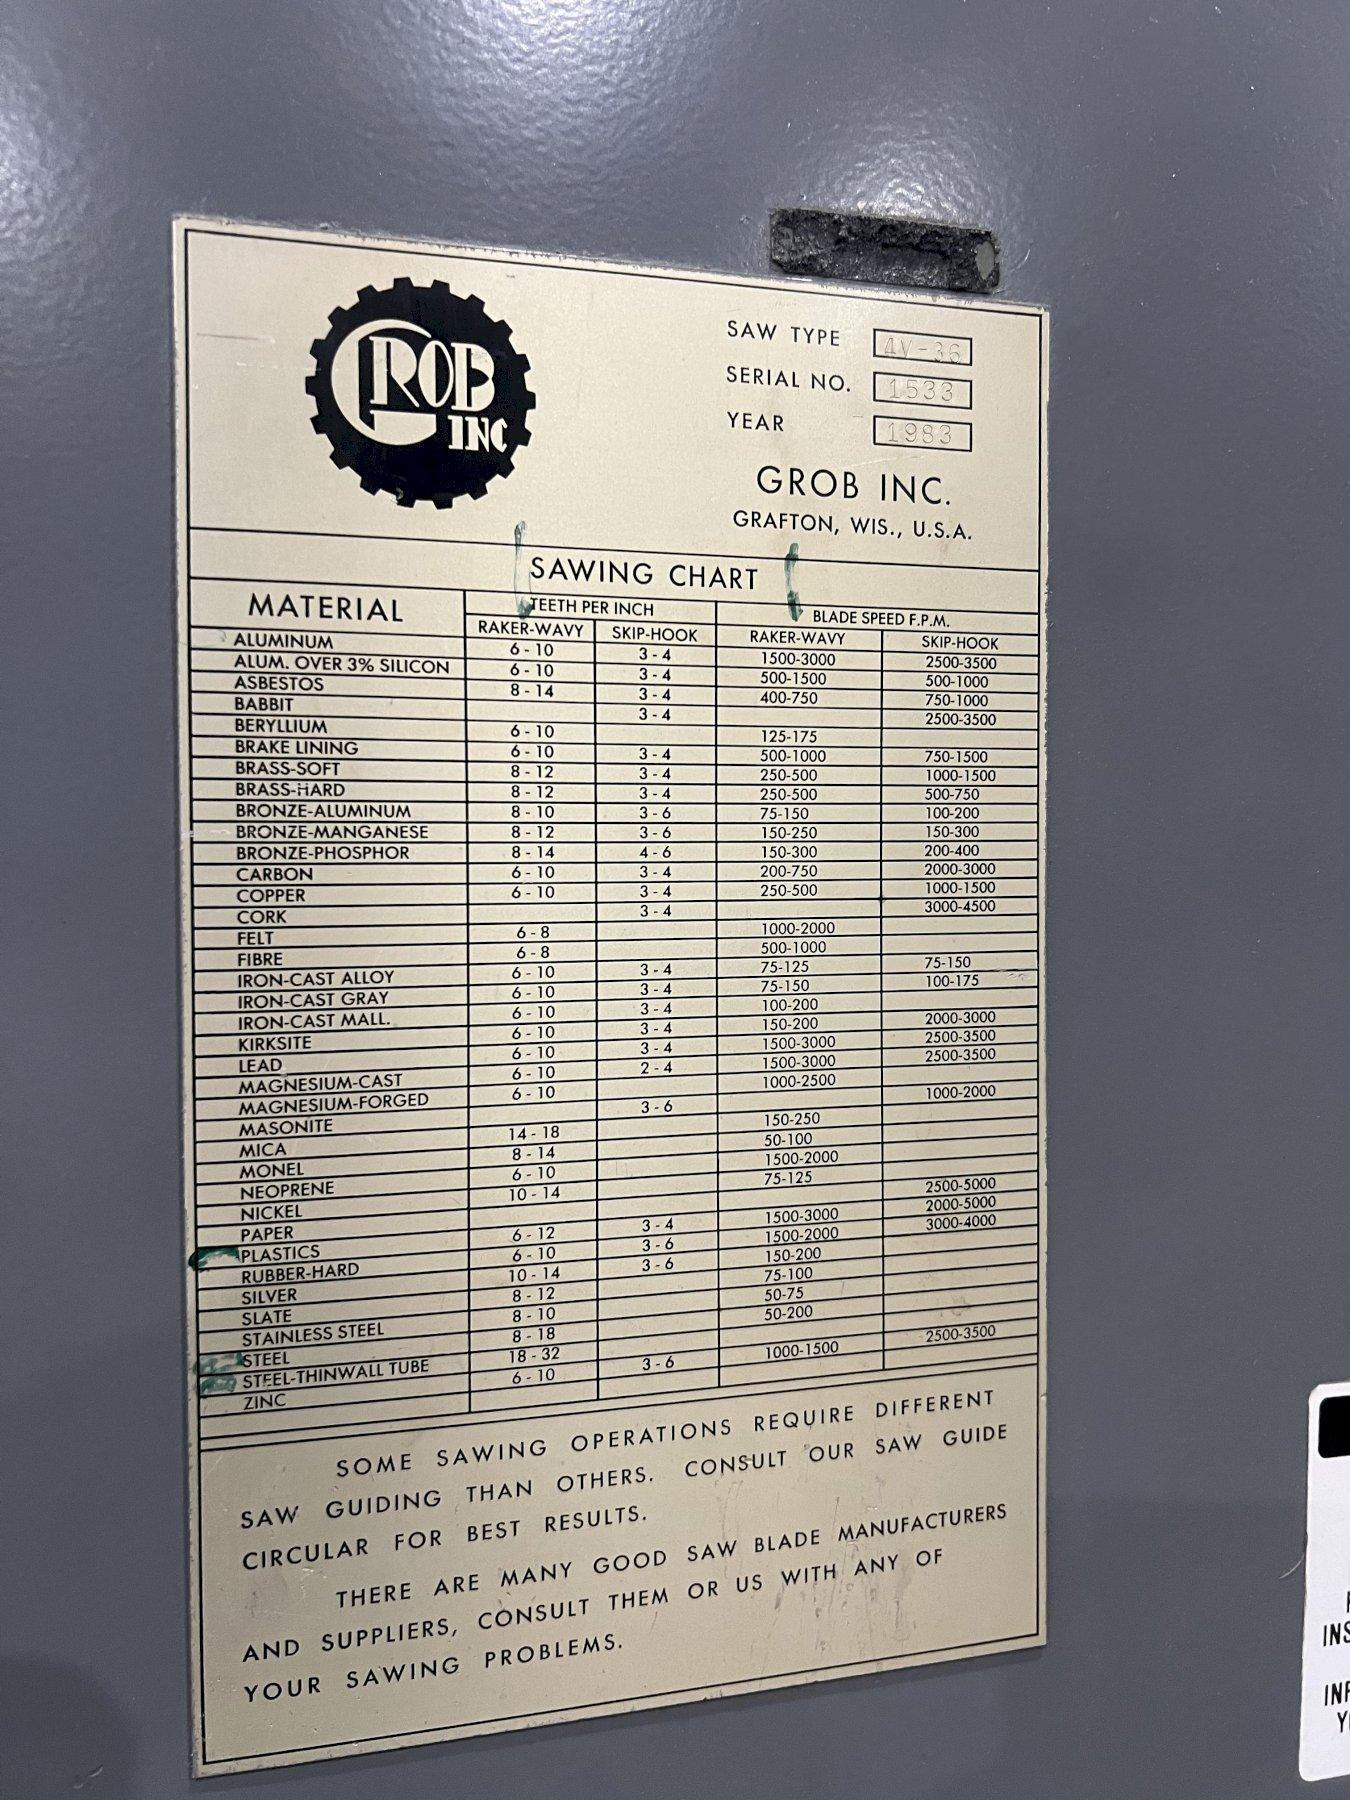 GROB INC
SAW TYPE 4V-36
SERIAL NO. 1533
YEAR 1983
GROB INC.
GRAFTON, WIS., U.S.A.
SAWING CHART
MATERIAL TEETH PER INCH BLADE SPEED F.P.M.
RAKER-WAVY SKIP-HOOK RAKER-WAVY SKIP-HOOK
ALUMINUM 6-10 3-4 1500-3000 2500-3500
ALUM. OVER 3% SILICON 6-10 3-4 500-1500 500-1000
ASBESTOS 8-14 3-4 400-750 750-1000
BABBIT 3-4 2500-3500
BERYLLIUM 6-10 125-175
BRAKE LINING 6-10 3-4 500-1000 750-1500
BRASS-SOFT 8-12 3-4 250-500 1000-1500
BRASS-HARD 8-12 3-4 250-500 500-750
BRONZE-ALUMINUM 8-10 3-6 75-150 100-200
BRONZE-MANGANESE 8-12 3-6 150-250 150-300
BRONZE-PHOSPHOR 8-14 4-6 150-300 200-400
CARBON 6-10 3-4 200-750 2000-3000
COPPER 6-10 3-4 250-500 1000-1500
CORK 3-4 3000-4500
FELT 6-8 1000-2000
FIBRE 6-8 500-1000
IRON-CAST ALLOY 6-10 3-4 75-125 75-150
IRON-CAST GRAY 6-10 3-4 75-150 100-175
IRON-CAST MALL. 6-10 3-4 100-200
KIRKSITE 6-10 3-4 150-200 2000-3000
LEAD 6-10 3-4 1500-3000 2500-3500
MAGNESIUM-CAST 6-10 2-4 1500-3000 2500-3500
MAGNESIUM-FORGED 6-10 1000-2500
MASONITE 3-6 1000-2000
MICA 14-18 150-250
MONEL 8-14 50-100
NEOPRENE 6-10 1500-2000
NICKEL 10-14 75-125
PAPER 3-4 2500-5000
PLASTICS 6-12 3-6 1500-3000 2000-5000
RUBBER-HARD 6-10 3-6 1500-2000 3000-4000
SILVER 10-14 150-200
SLATE 8-12 75-100
STAINLESS STEEL 8-10 50-75
STEEL 8-18 50-200
STEEL-THINWALL TUBE 18-32
ZINC 6-10 3-6 1000-1500 2500-3500
SOME SAWING OPERATIONS REQUIRE DIFFERENT
SAW GUIDING THAN OTHERS. CONSULT OUR SAW GUIDE
CIRCULAR FOR BEST RESULTS.
THERE ARE MANY GOOD SAW BLADE MANUFACTURERS
AND SUPPLIERS, CONSULT THEM OR US WITH ANY OF
YOUR SAWING PROBLEMS.